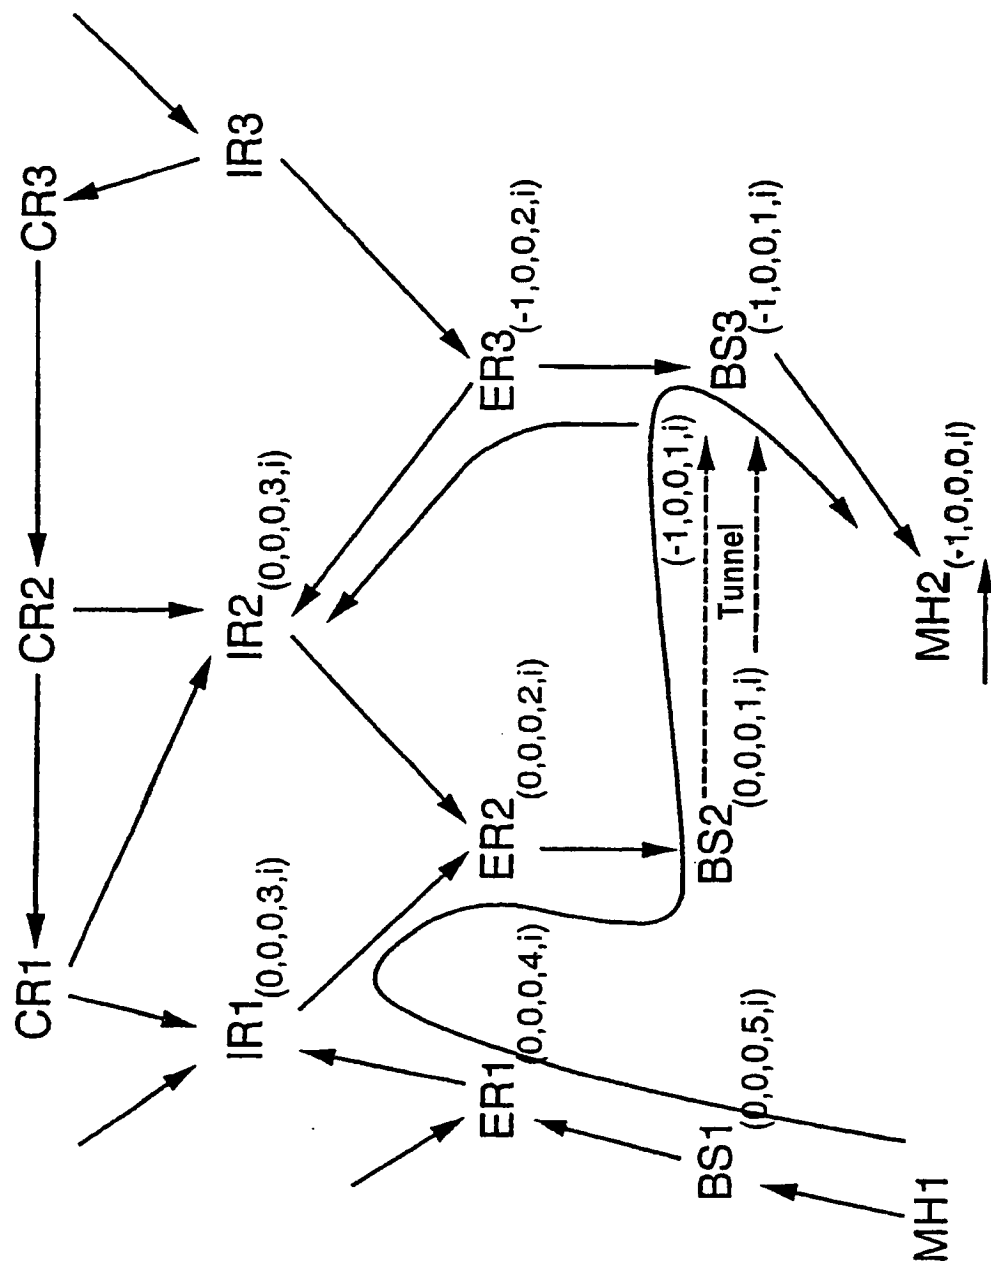 CR1
CR2
CR3
IR1(0,0,0,3,i)
IR2(0,0,0,3,i)
IR3
ER1(0,0,0,4,i)
ER2(0,0,0,2,i)
ER3(-1,0,0,2,i)
(-1,0,0,1,i)
Tunnel
BS1(0,0,0,5,i)
BS2(0,0,0,1,i)
BS3(-1,0,0,1,i)
MH1
MH2(-1,0,0,0,i)